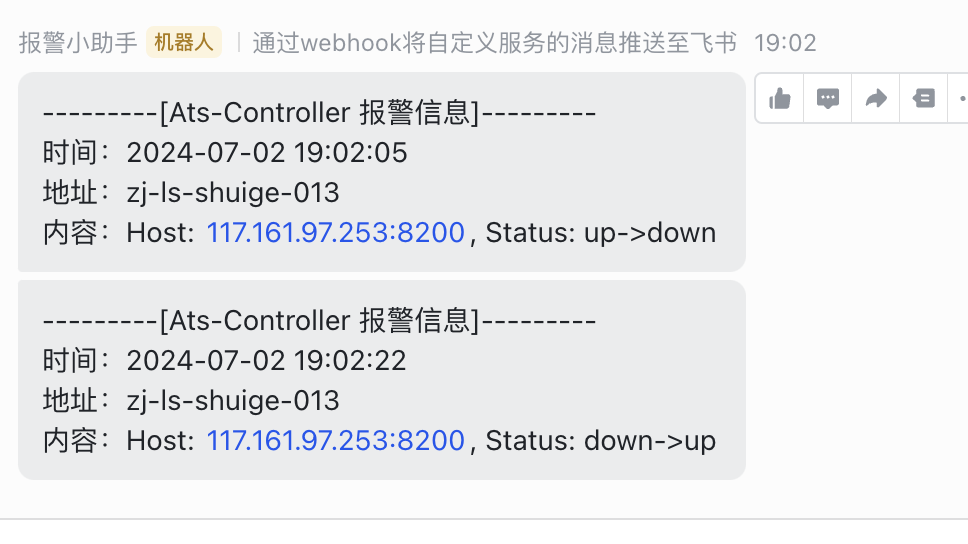 报警小助手 机器人 | 通过webhook将自定义服务的消息推送至飞书 19:02
---------[Ats-Controller 报警信息]---------
时间：2024-07-02 19:02:05
地址：zj-ls-shuige-013
内容：Host: 117.161.97.253:8200, Status: up->down
---------[Ats-Controller 报警信息]---------
时间：2024-07-02 19:02:22
地址：zj-ls-shuige-013
内容：Host: 117.161.97.253:8200, Status: down->up